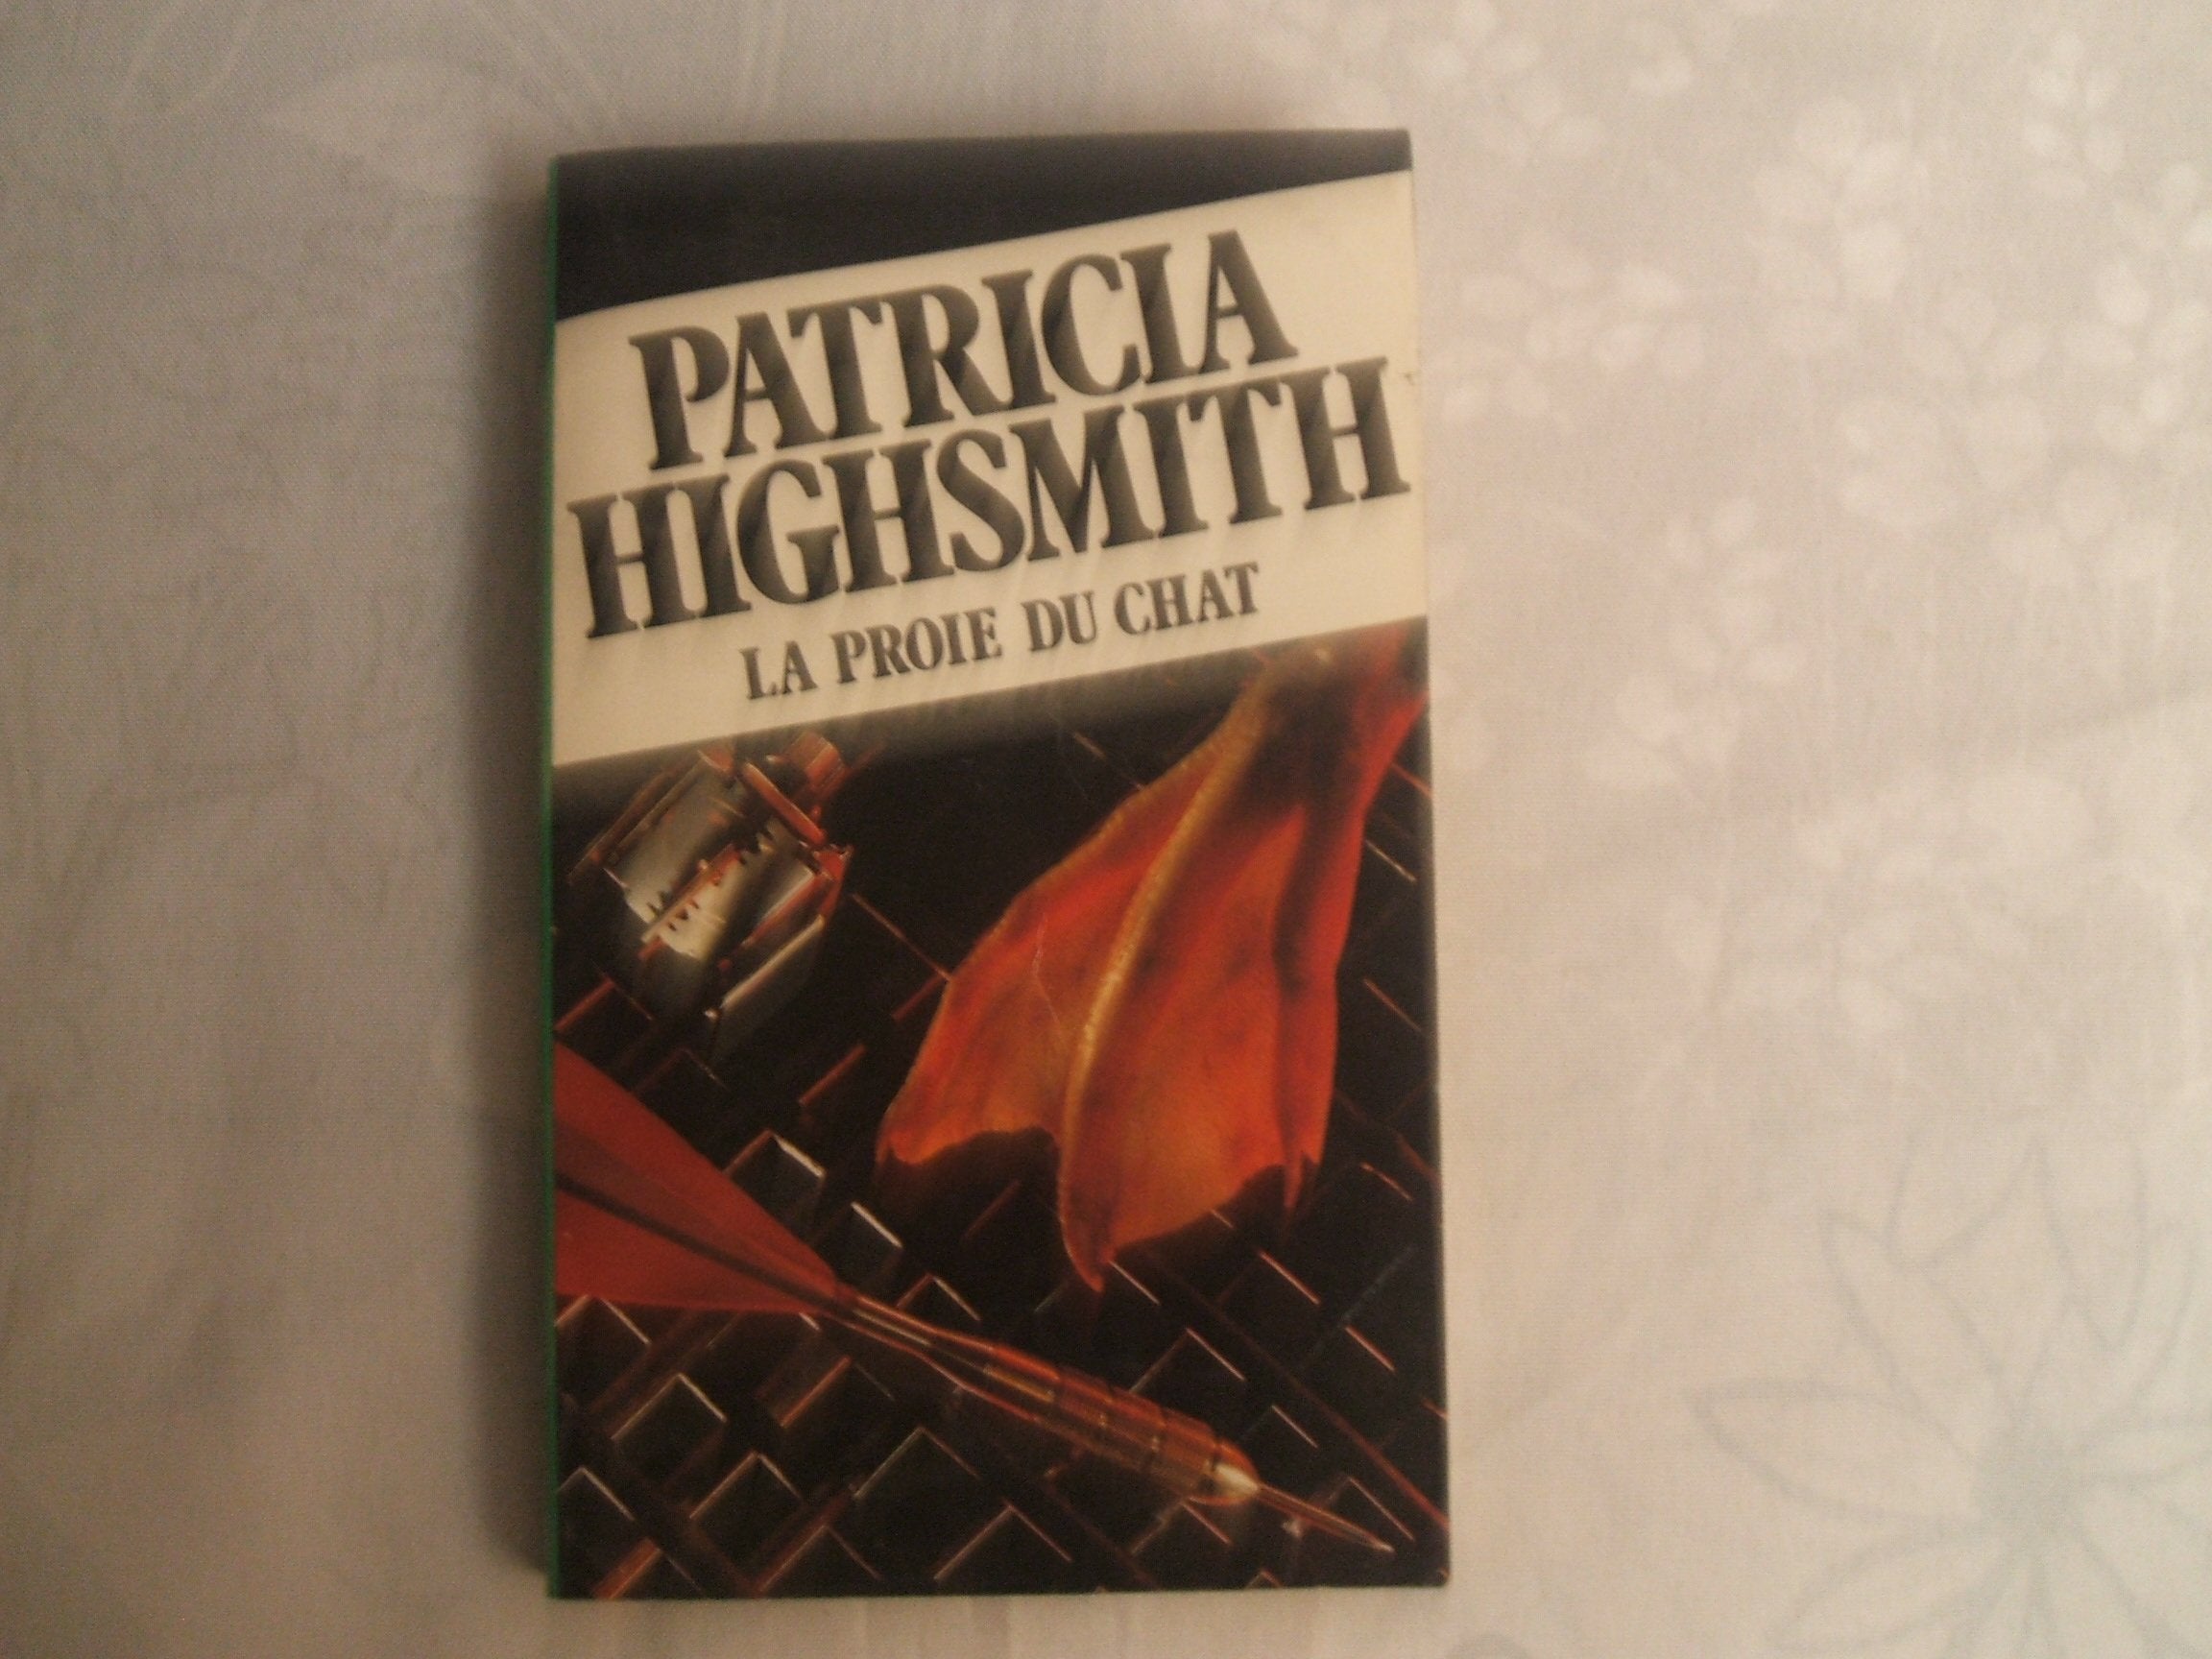 PATRICIA
HIGHSMITH
LA PROIE DU CHAT